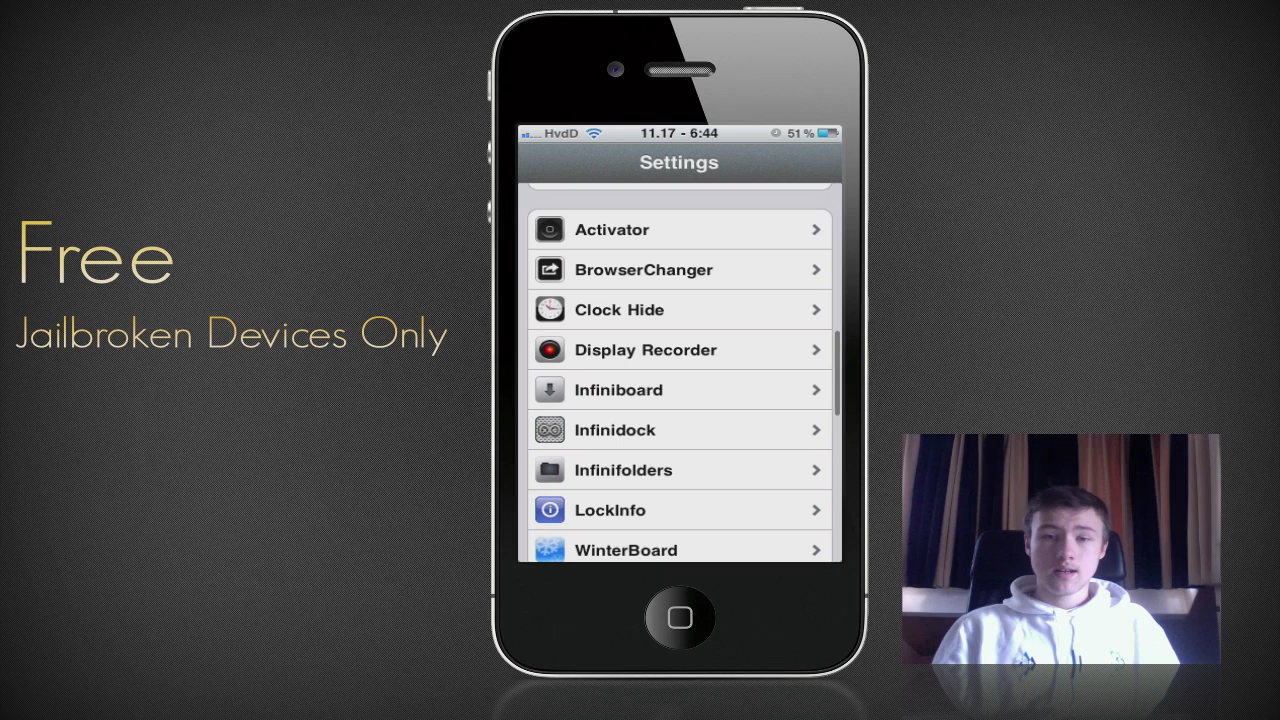 Free
Jailbroken Devices Only
HvdD 11.17 - 6:44 51%
Settings
Activator
BrowserChanger
Clock Hide
Display Recorder
Infiniboard
Infinidock
Infinifolders
LockInfo
WinterBoard